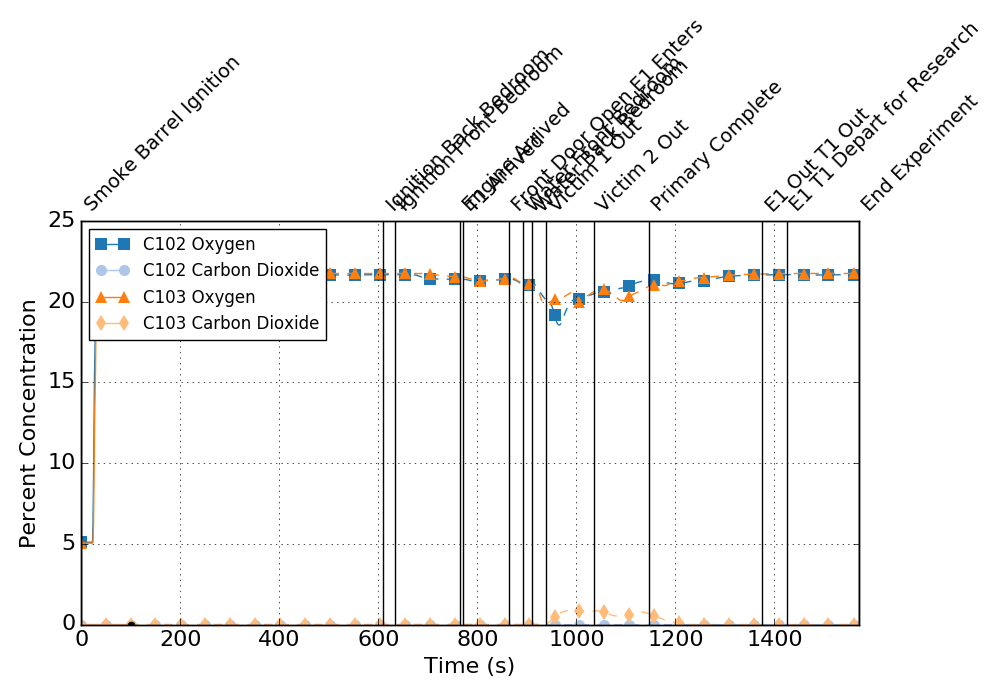 Smoke Barrel Ignition
Ignition Back Bedroom
Ignition Front Bedroom
Engine Arrived
T1 Arrived
Front Door Open E1 Enters
Water Front Bedroom
Water Back Bedroom
Victim 1 Out
Victim 2 Out
Primary Complete
E1 Out T1 Out
E1 T1 Depart for Research
End Experiment
25
20
15
10
5
0
Percent Concentration
C102 Oxygen
C102 Carbon Dioxide
C103 Oxygen
C103 Carbon Dioxide
0 200 400 600 800 1000 1200 1400
Time (s)